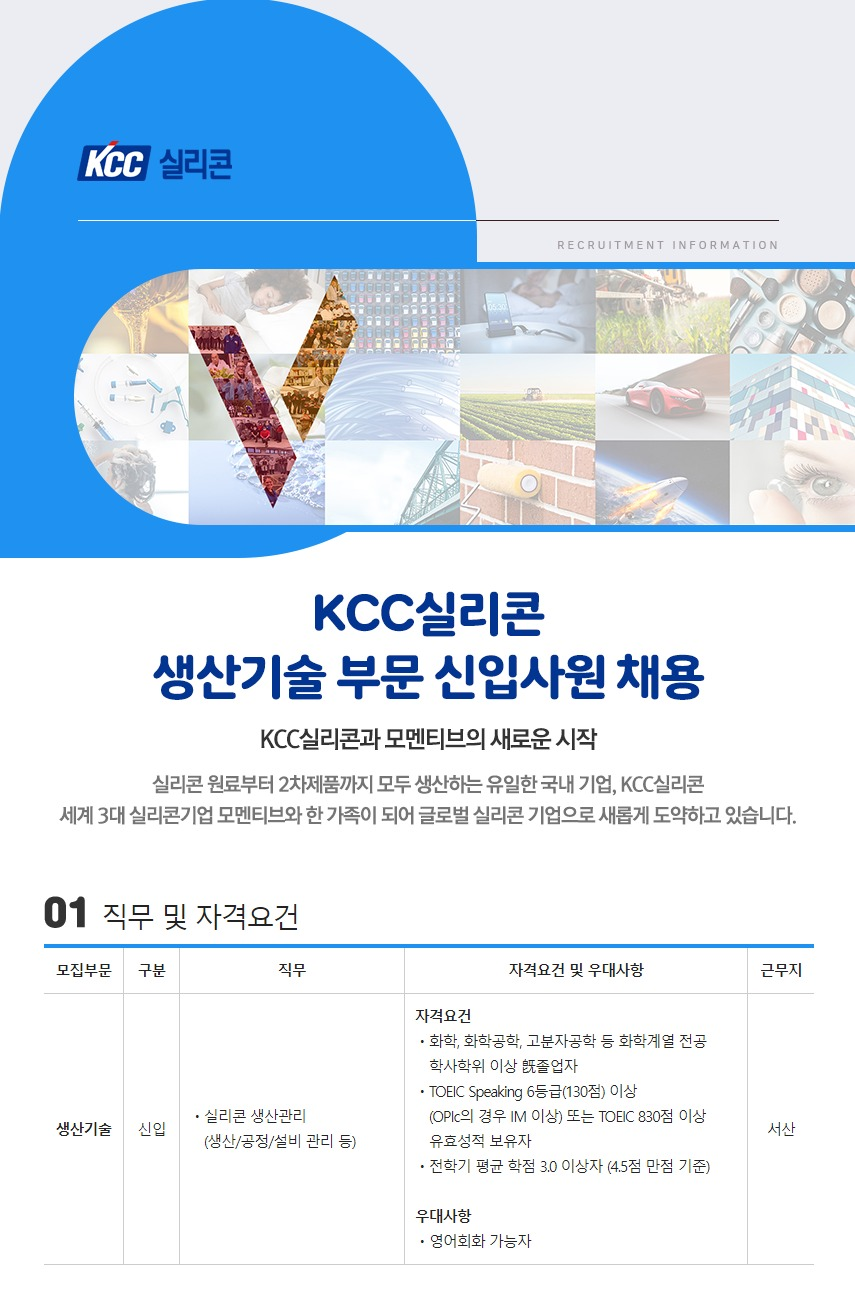 KCC 실리콘
RECRUITMENT INFORMATION
KCC실리콘
생산기술 부문 신입사원 채용
KCC실리콘과 모멘티브의 새로운 시작
실리콘 원료부터 2차제품까지 모두 생산하는 유일한 국내 기업, KCC실리콘
세계 3대 실리콘기업 모멘티브와 한 가족이 되어 글로벌 실리콘 기업으로 새롭게 도약하고 있습니다.
01 직무 및 자격요건
모집부문 구분 직무 자격요건 및 우대사항 근무지
생산기술
신입
• 실리콘 생산관리
(생산/공정/설비 관리 등)
자격요건
• 화학, 화학공학, 고분자공학 등 화학계열 전공
학사학위 이상 旣졸업자
• TOEIC Speaking 6등급(130점) 이상
(OPIc의 경우 IM 이상) 또는 TOEIC 830점 이상
유효성적 보유자
• 전학기 평균 학점 3.0 이상자 (4.5점 만점 기준)
우대사항
• 영어회화 가능자
서산